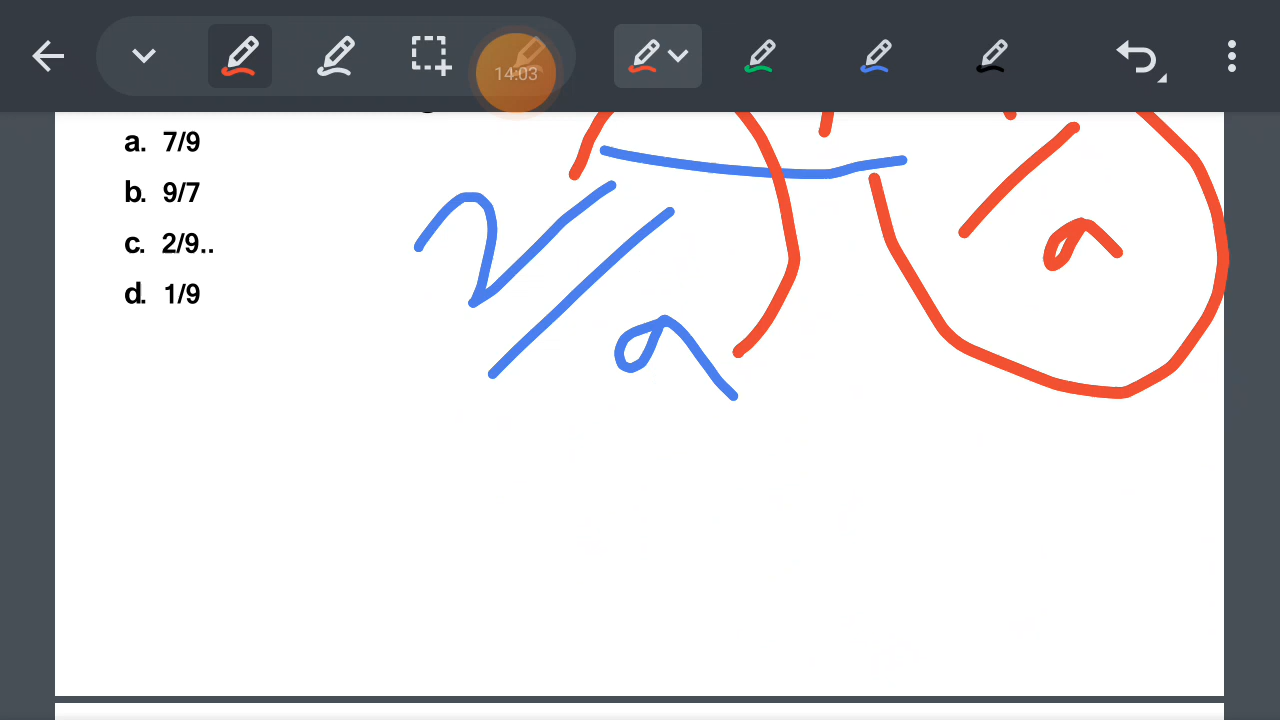 14:03
a. 7/9
b. 9/7
c. 2/9..
d. 1/9
2/9